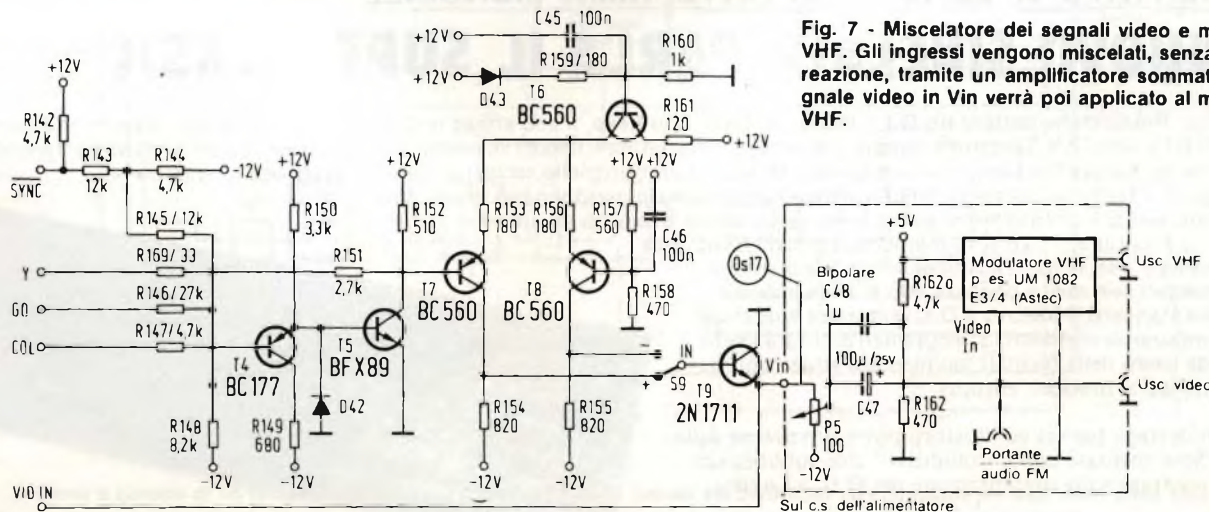 Fig. 7 - Miscelatore dei segnali video e m
VHF. Gli ingressi vengono miscelati, senza
reazione, tramite un amplificatore sommat
gnale video in Vin verrà poi applicato al m
VHF.
C45 100n
+12V
+12V
D43
R159/180
R160
1k
T6
BC560
R161
120
+12V
+12V
R142
4,7k
R143
12k
R144
4,7k
-12V
SYNC
R145/12k
Y
R169/33
GO
R146/27k
COL
R147/4,7k
+12V
R150
3,3k
R151
2,7k
+12V
R152
510
R153
180
R156
180
+12V +12V
R157
560
C46
100n
R158
470
T7
BC560
T8
BC560
T4
BC177
T5
BFX89
D42
R148
8,2k
R149
680
-12V
-12V
R154
820
R155
820
-12V
-12V
IN
S9
T9
2N1711
VID IN
Os17
Vin
P5
100
-12V
Bipolare
C48
1µ
100µ/25V
C47
+5V
R162a
4,7k
R162
470
Modulatore VHF
p. es. UM 1082
E3/4 (Astec)
Video
In
Usc VHF
Usc video
Portante
audio FM
Sul c.s dell'alimentatore